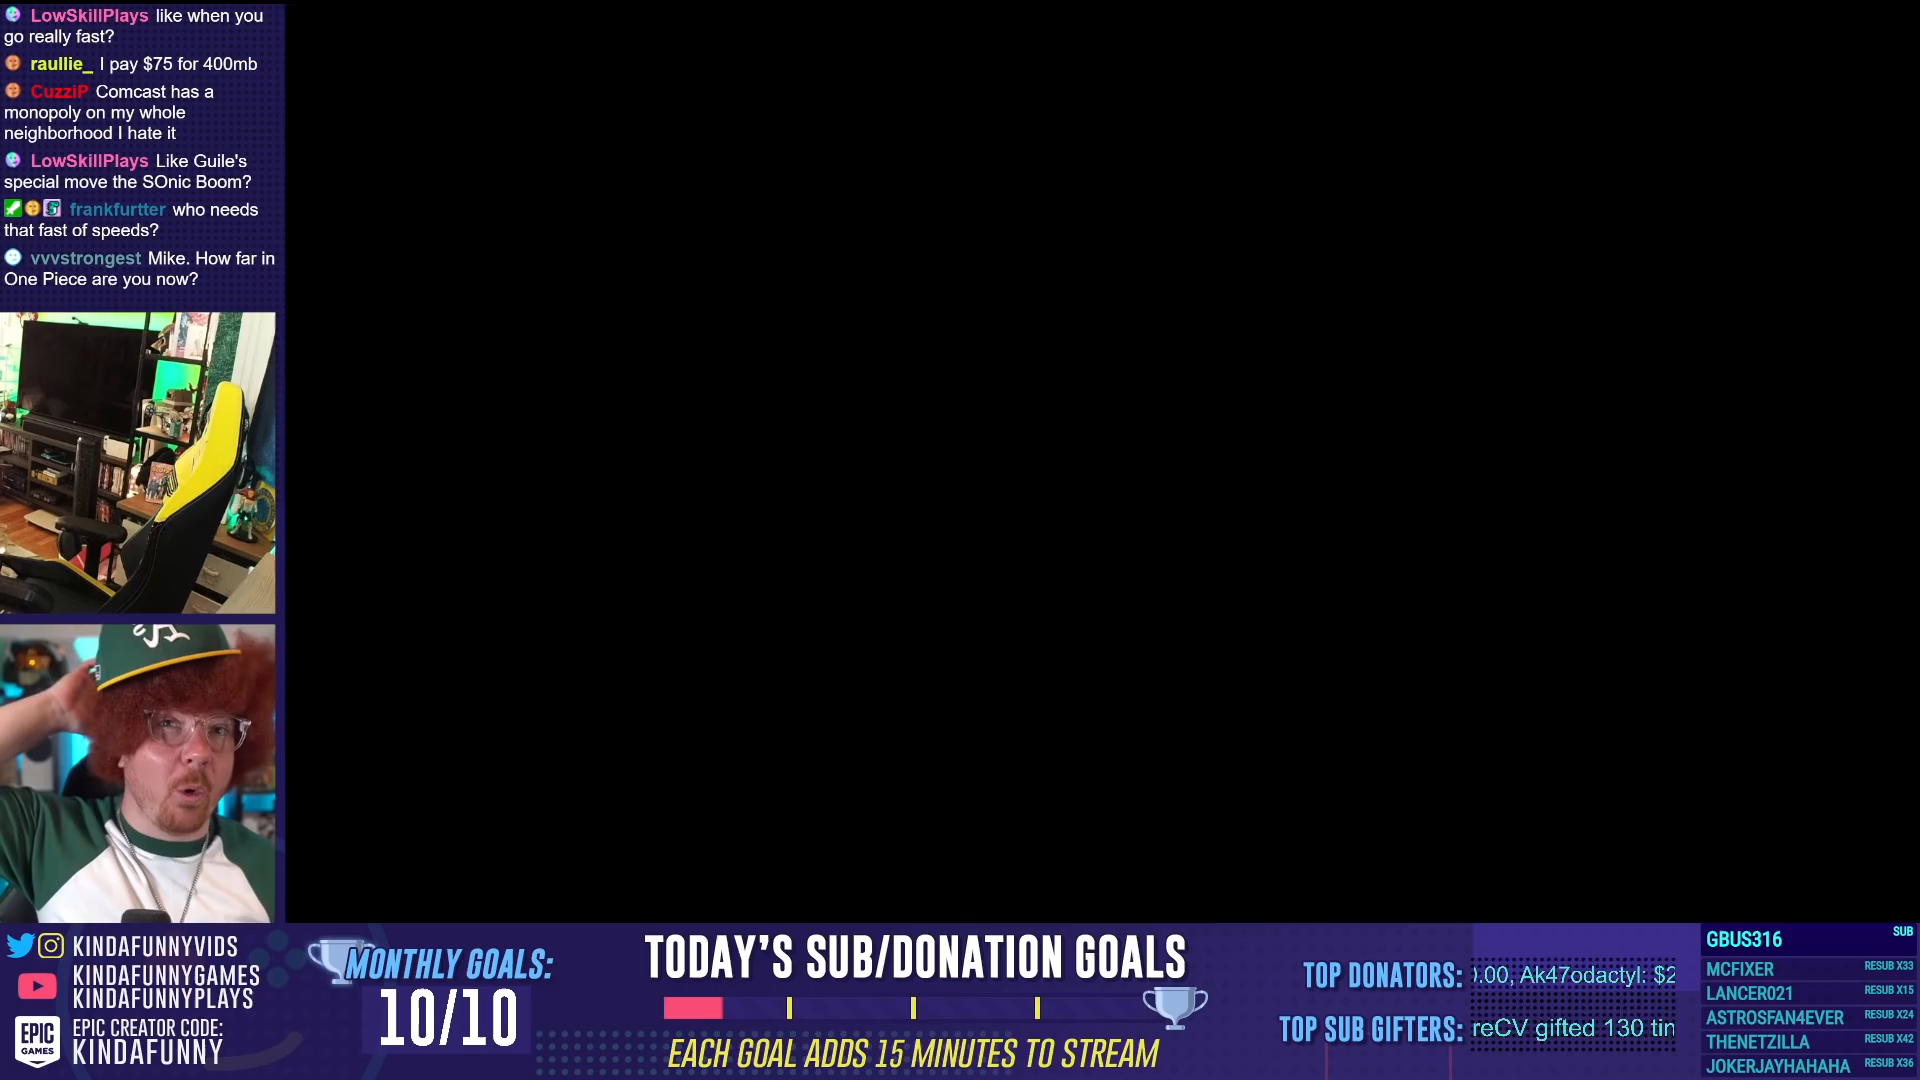 LowSkillPlays like when you
go really fast?
raullie_ I pay $75 for 400mb
CuzziP Comcast has a
monopoly on my whole
neighborhood I hate it
LowSkillPlays Like Guile's
special move the SOnic Boom?
frankfurtter who needs
that fast of speeds?
vvvstrongest Mike. How far in
One Piece are you now?
KINDAFUNNYVIDS
KINDAFUNNYGAMES
KINDAFUNNYPLAYS
EPIC GAMES
EPIC CREATOR CODE:
KINDAFUNNY
MONTHLY GOALS:
10/10
TODAY'S SUB/DONATION GOALS
EACH GOAL ADDS 15 MINUTES TO STREAM
TOP DONATORS: .00, Ak47odactyl: $2
TOP SUB GIFTERS: reCV gifted 130 tin
GBUS316 SUB
MCFIXER RESUB X33
LANCER021 RESUB X15
ASTROSFAN4EVER RESUB X24
THENETZILLA RESUB X42
JOKERJAYHAHAHA RESUB X36